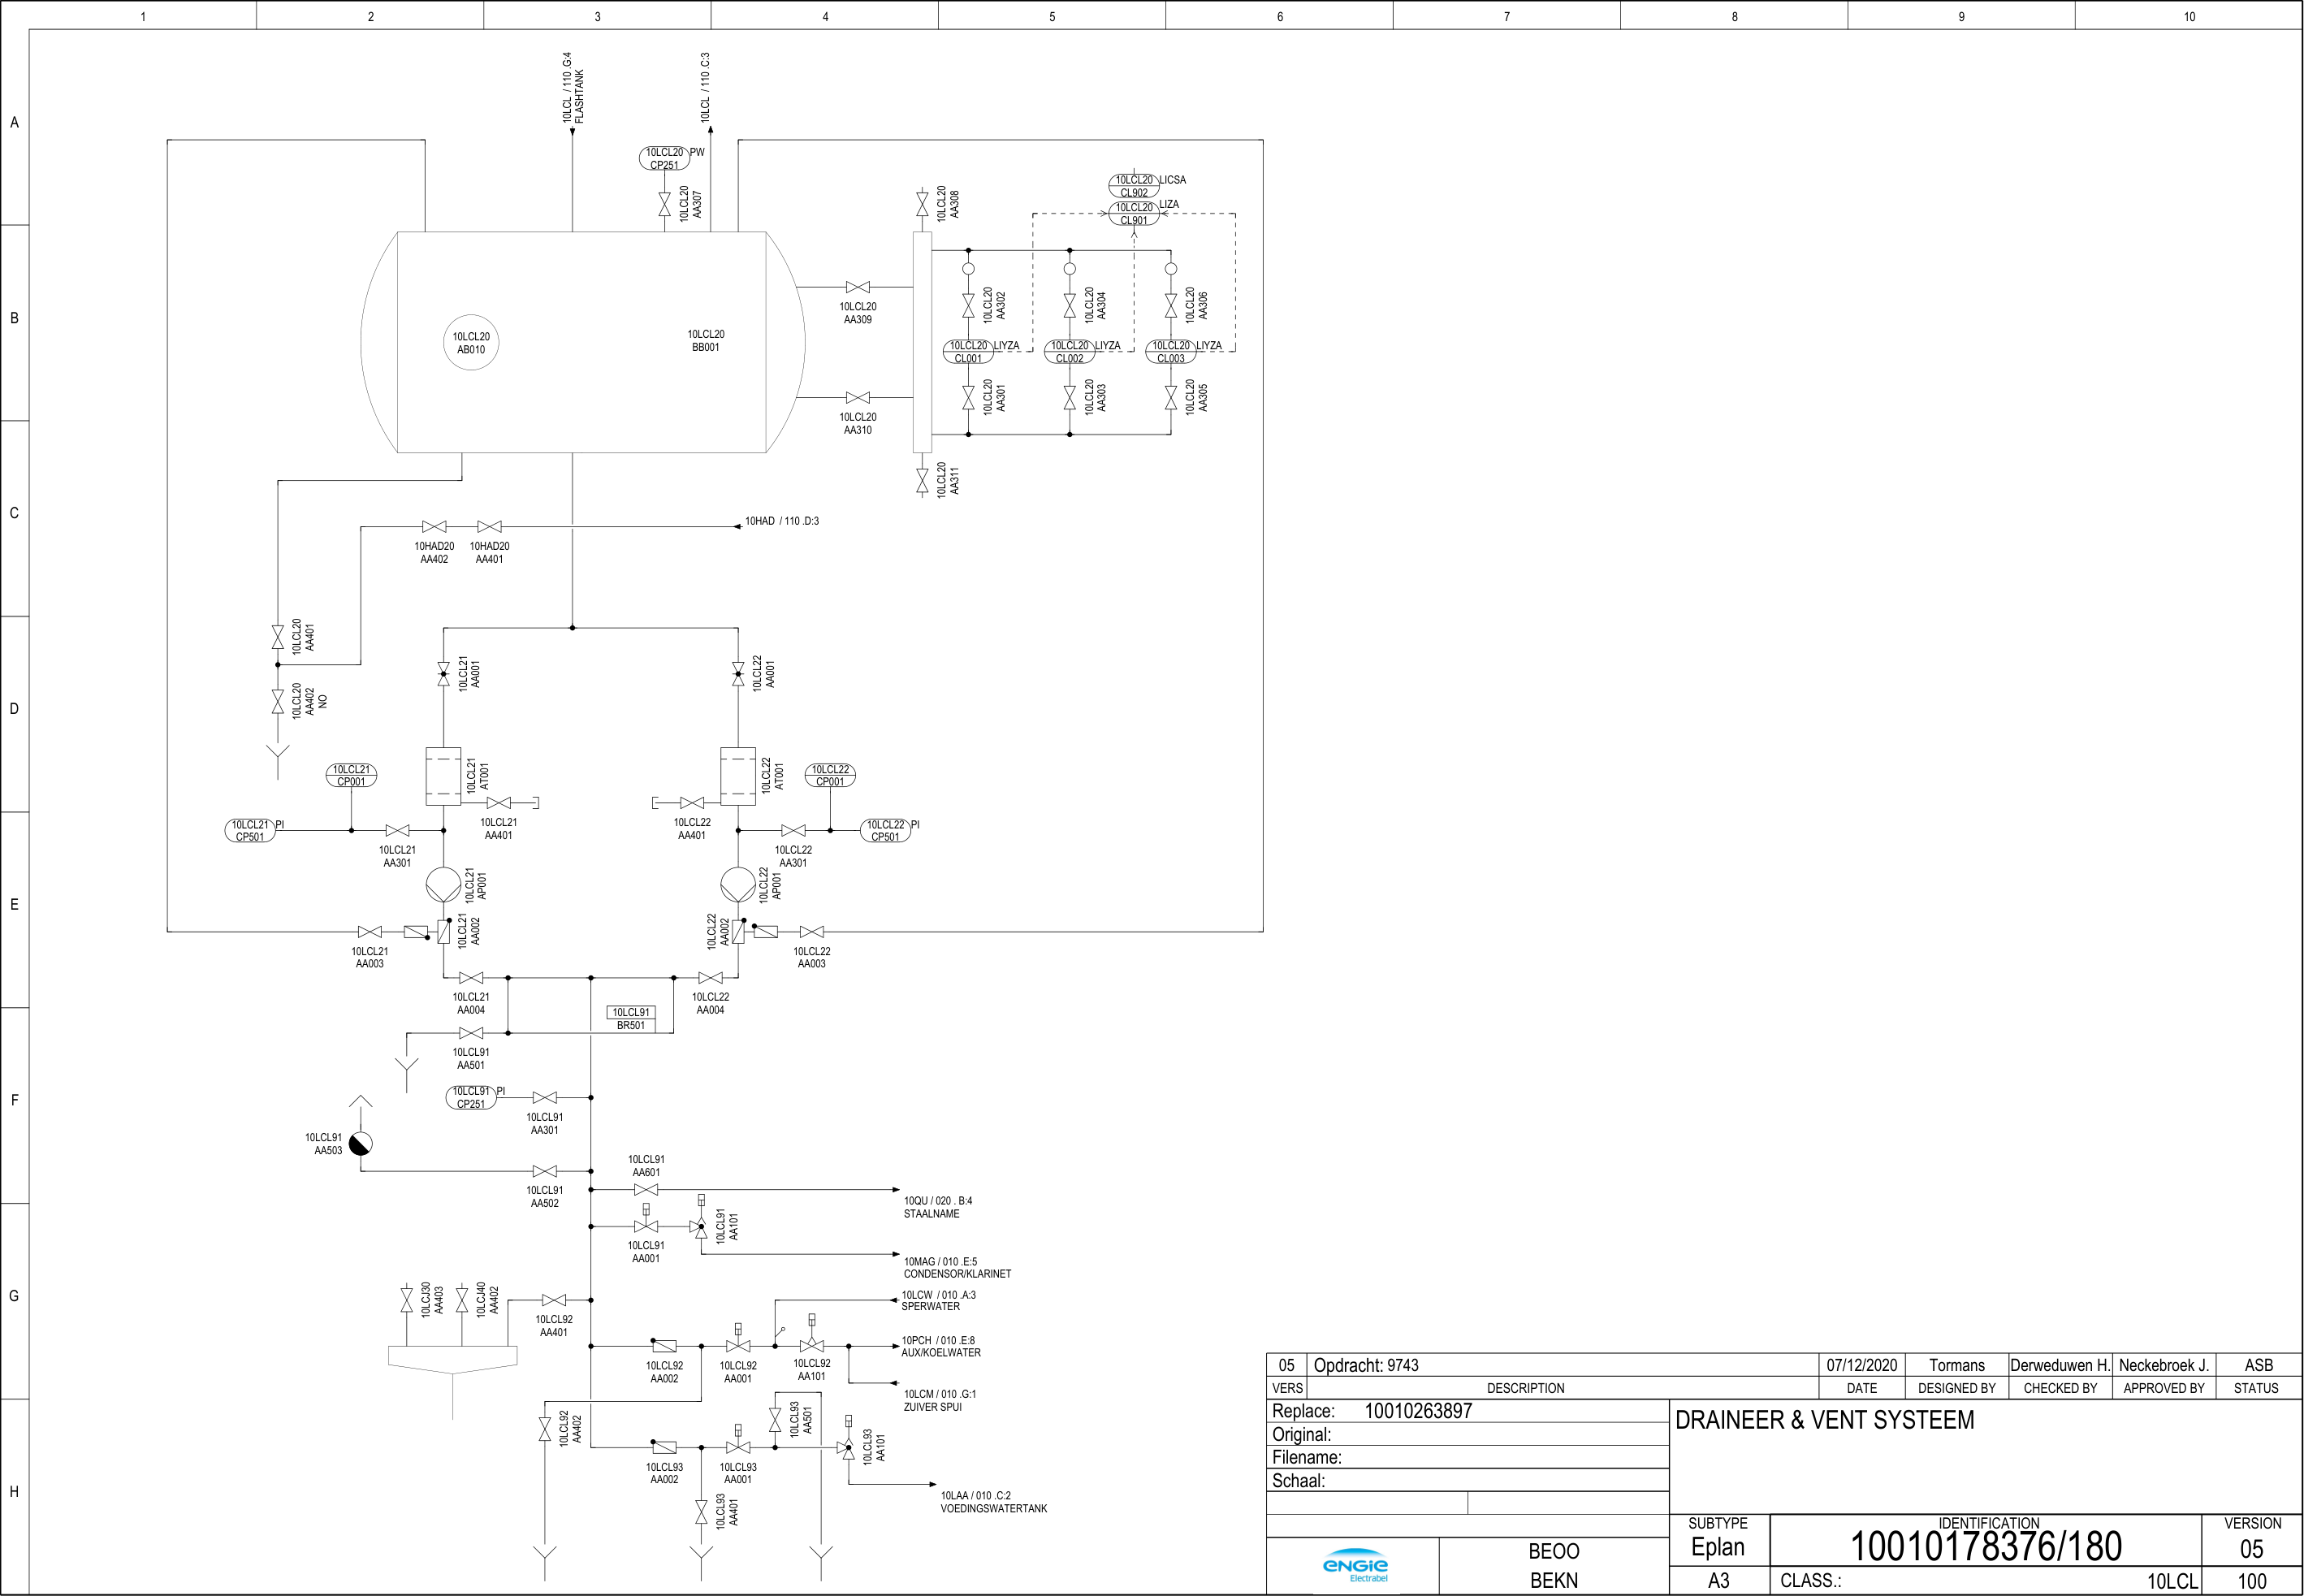 1 2 3 4 5 6 7 8 9 10
A
B
C
D
E
F
G
H
10LCL / 110 .G:4
FLASHTANK
10LCL / 110 .C:3
10LCL20 PW
CP251
10LCL20
AA307
10LCL20
AA308
10LCL20 LICSA
CL902
10LCL20 LIZA
CL901
10LCL20
AB010
10LCL20
BB001
10LCL20
AA309
10LCL20
AA310
10LCL20
AA311
10LCL20
AA302
10LCL20
AA304
10LCL20
AA306
10LCL20 LIYZA
CL001
10LCL20 LIYZA
CL002
10LCL20 LIYZA
CL003
10LCL20
AA301
10LCL20
AA303
10LCL20
AA305
10HAD / 110 .D:3
10HAD20
AA402
10HAD20
AA401
10LCL20
AA401
10LCL20
AA402
NO
10LCL21
AA001
10LCL22
AA001
10LCL21
AT001
10LCL22
AT001
10LCL21
CP001
10LCL22
CP001
10LCL21 PI
CP501
10LCL21
AA301
10LCL21
AA401
10LCL22
AA401
10LCL22
AA301
10LCL22 PI
CP501
10LCL21
AP001
10LCL22
AP001
10LCL21
AA003
10LCL21
AA002
10LCL22
AA002
10LCL22
AA003
10LCL21
AA004
10LCL22
AA004
10LCL91
BR501
10LCL91
AA501
10LCL91 PI
CP251
10LCL91
AA301
10LCL91
AA503
10LCL91
AA502
10LCL91
AA601
10QU / 020 . B:4
STAALNAME
10LCL91
AA001
10LCL91
AA101
10MAG / 010 .E:5
CONDENSOR/KLARINET
10LCJ30
AA403
10LCJ40
AA402
10LCL92
AA401
10LCW / 010 .A:3
SPERWATER
10PCH / 010 .E:8
AUX/KOELWATER
10LCL92
AA002
10LCL92
AA001
10LCL92
AA101
10LCM / 010 .G:1
ZUIVER SPUI
10LCL92
AA402
10LCL93
AA501
10LCL93
AA101
10LCL93
AA002
10LCL93
AA001
10LCL93
AA401
10LAA / 010 .C:2
VOEDINGSWATERTANK
05 Opdracht: 9743 07/12/2020 Tormans Derweduwen H. Neckebroek J. ASB
VERS DESCRIPTION DATE DESIGNED BY CHECKED BY APPROVED BY STATUS
Replace: 10010263897
Original:
Filename:
Schaal:
DRAINEER & VENT SYSTEEM
ENGIE
Electrabel
BEOO
BEKN
SUBTYPE
Eplan
A3
IDENTIFICATION
10010178376/180
CLASS.: 10LCL
VERSION
05
100